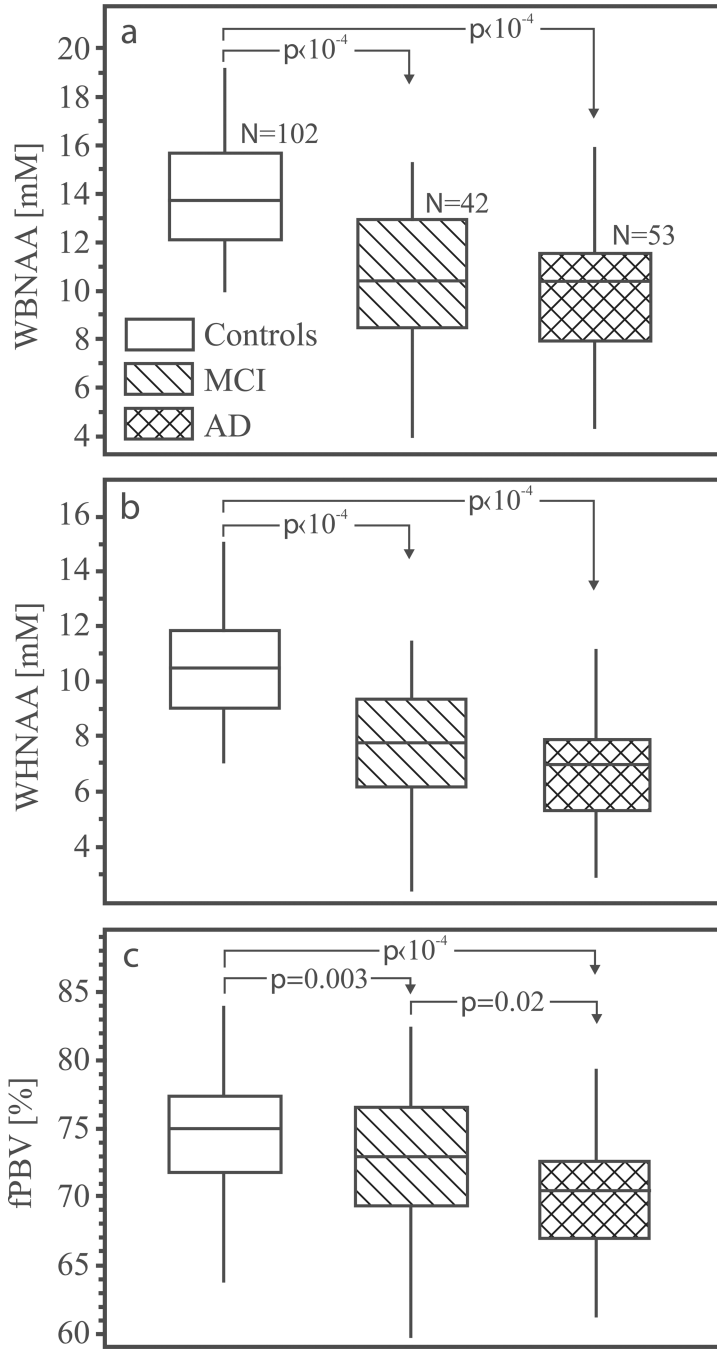 a
p‹10⁻⁴
p‹10⁻⁴
N=102
N=42
N=53
Controls
MCI
AD
WBNAA [mM]
20
18
16
14
12
10
8
6
4
b
p‹10⁻⁴
p‹10⁻⁴
WHNAA [mM]
16
14
12
10
8
6
4
c
p‹10⁻⁴
p=0.003
p=0.02
fPBV [%]
85
80
75
70
65
60